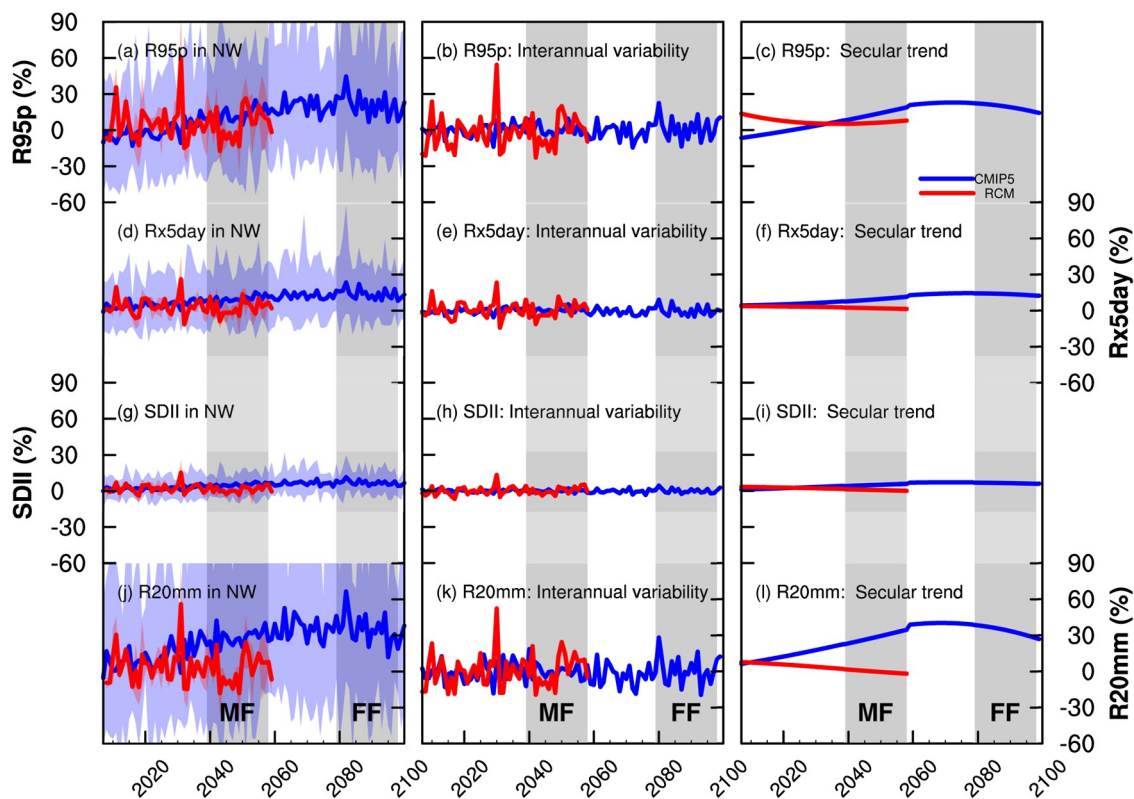 90
60
30
0
-30
-60
R95p (%)
(a) R95p in NW
(b) R95p: Interannual variability
(c) R95p: Secular trend
CMIP5
RCM
(d) Rx5day in NW
(e) Rx5day: Interannual variability
(f) Rx5day: Secular trend
90
60
30
0
-30
-60
Rx5day (%)
90
60
30
0
-30
-60
SDII (%)
(g) SDII in NW
(h) SDII: Interannual variability
(i) SDII: Secular trend
(j) R20mm in NW
(k) R20mm: Interannual variability
(l) R20mm: Secular trend
90
60
30
0
-30
-60
R20mm (%)
MF FF
MF FF
MF FF
2020 2040 2060 2080 2100
2020 2040 2060 2080 2100
2020 2040 2060 2080 2100